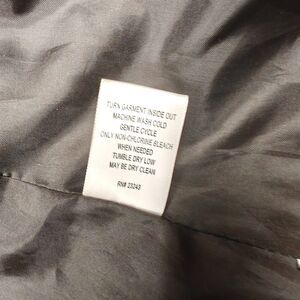 TURN GARMENT INSIDE OUT
MACHINE WASH COLD
GENTLE CYCLE
ONLY NON-CHLORINE BLEACH
WHEN NEEDED
TUMBLE DRY LOW
MAY BE DRY CLEAN
RN# 23243